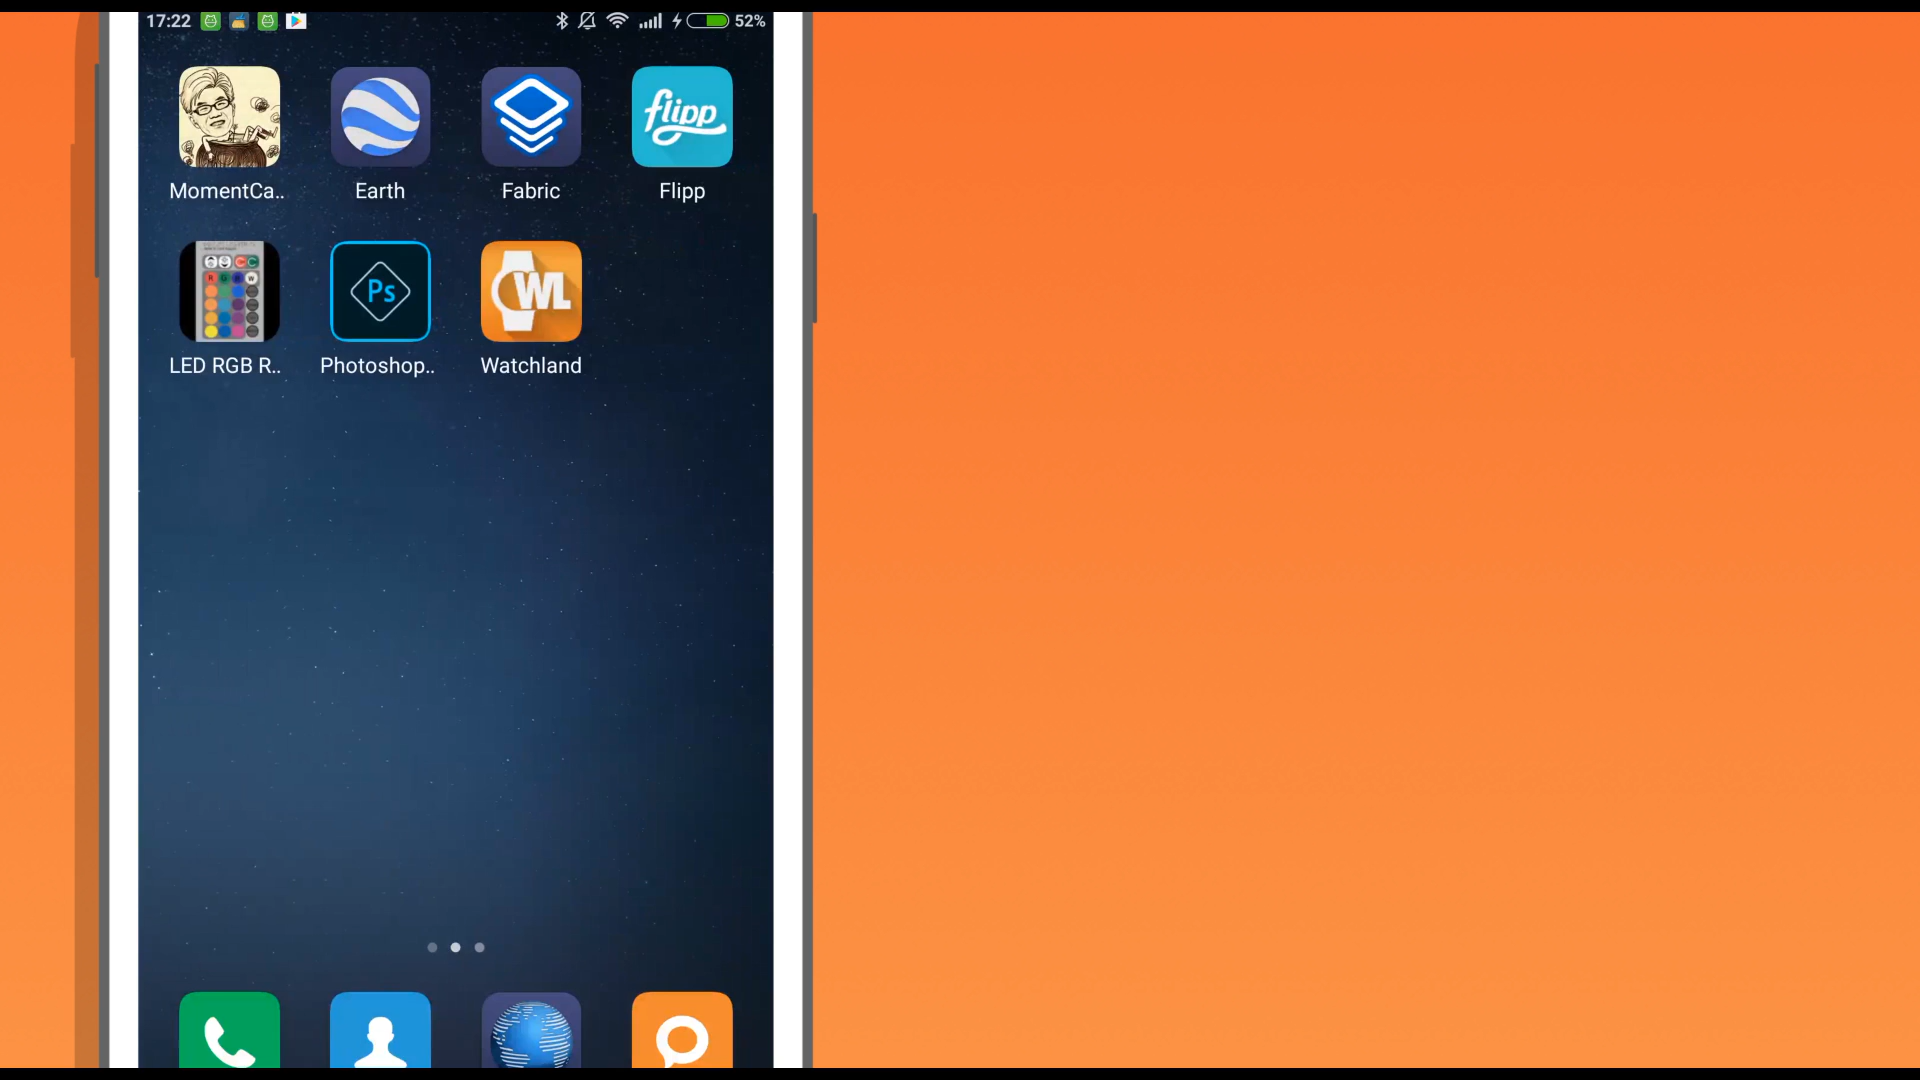 17:22
52%
flipp
MomentCa..
Earth
Fabric
Flipp
Ps
WL
LED RGB R..
Photoshop..
Watchland